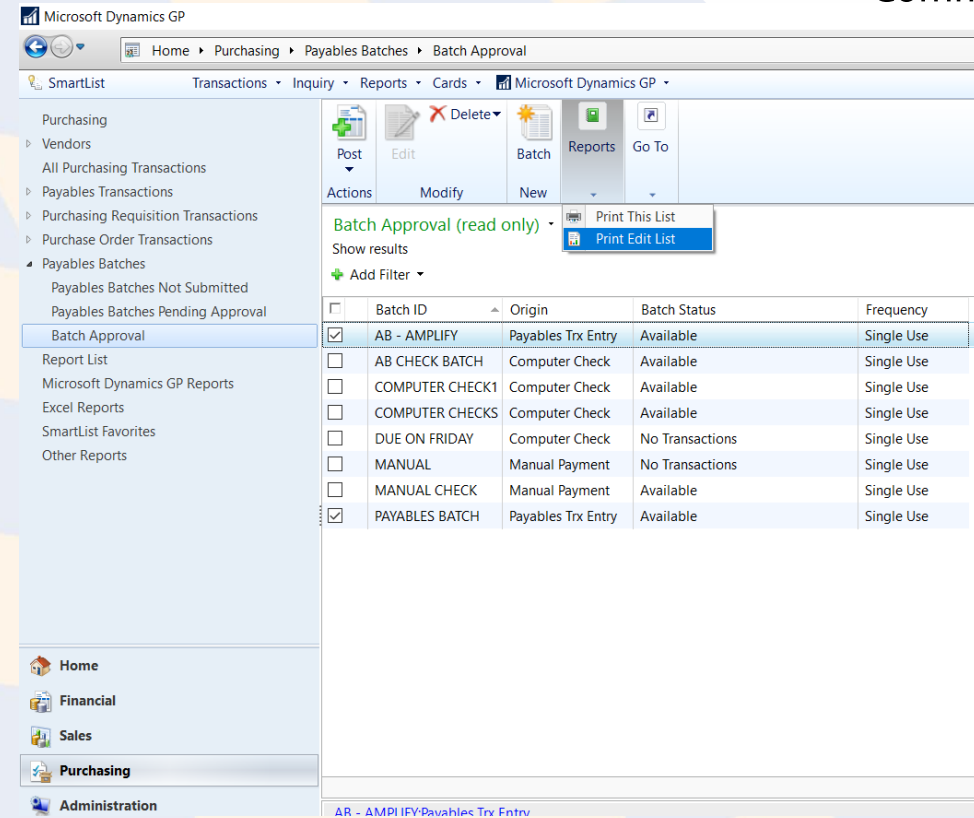 Microsoft Dynamics GP
Home Purchasing Payables Batches Batch Approval
SmartList Transactions Inquiry Reports Cards Microsoft Dynamics GP
Purchasing
Vendors
All Purchasing Transactions
Payables Transactions
Purchasing Requisition Transactions
Purchase Order Transactions
Payables Batches
Payables Batches Not Submitted
Payables Batches Pending Approval
Batch Approval
Report List
Microsoft Dynamics GP Reports
Excel Reports
SmartList Favorites
Other Reports
Home
Financial
Sales
Purchasing
Administration
Post Edit Delete Batch Reports Go To
Actions Modify New
Print This List
Print Edit List
Batch Approval (read only)
Show results
Add Filter
Batch ID Origin Batch Status Frequency
AB - AMPLIFY Payables Trx Entry Available Single Use
AB CHECK BATCH Computer Check Available Single Use
COMPUTER CHECK1 Computer Check Available Single Use
COMPUTER CHECKS Computer Check Available Single Use
DUE ON FRIDAY Computer Check No Transactions Single Use
MANUAL Manual Payment No Transactions Single Use
MANUAL CHECK Manual Payment Available Single Use
PAYABLES BATCH Payables Trx Entry Available Single Use
AB - AMPLIFY:Payables Trx Entry